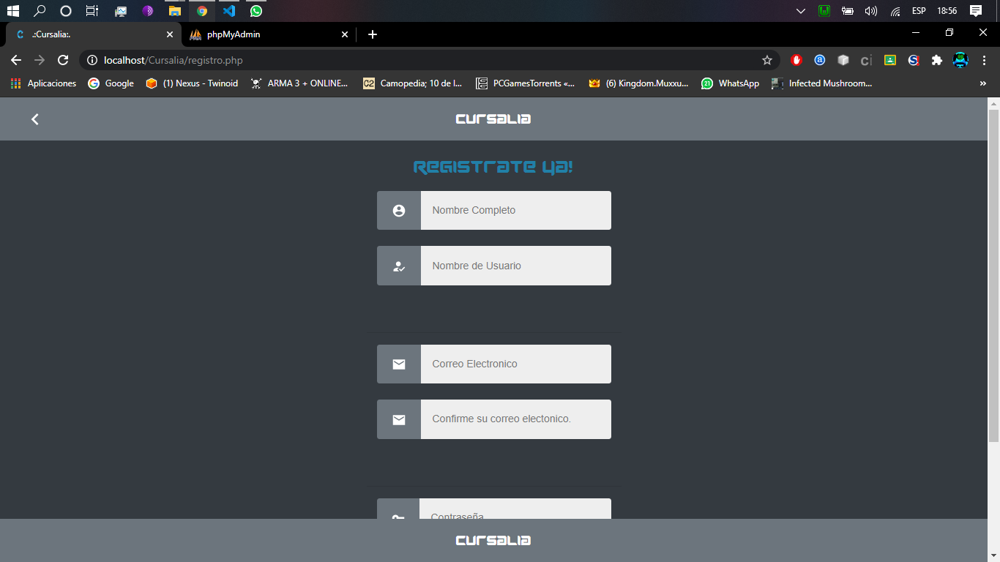 ESP 18:56
.:Cursalia:. phpMyAdmin
localhost/Cursalia/registro.php
Aplicaciones Google (1) Nexus - Twinoid ARMA 3 + ONLINE... Camopedia; 10 de l... PCGamesTorrents «... (6) Kingdom.Muxxu... 21 WhatsApp Infected Mushroom... »
CURSALIA
REGISTRATE YA!
Nombre Completo
Nombre de Usuario
Correo Electronico
Confirme su correo electonico.
Contraseña
CURSALIA